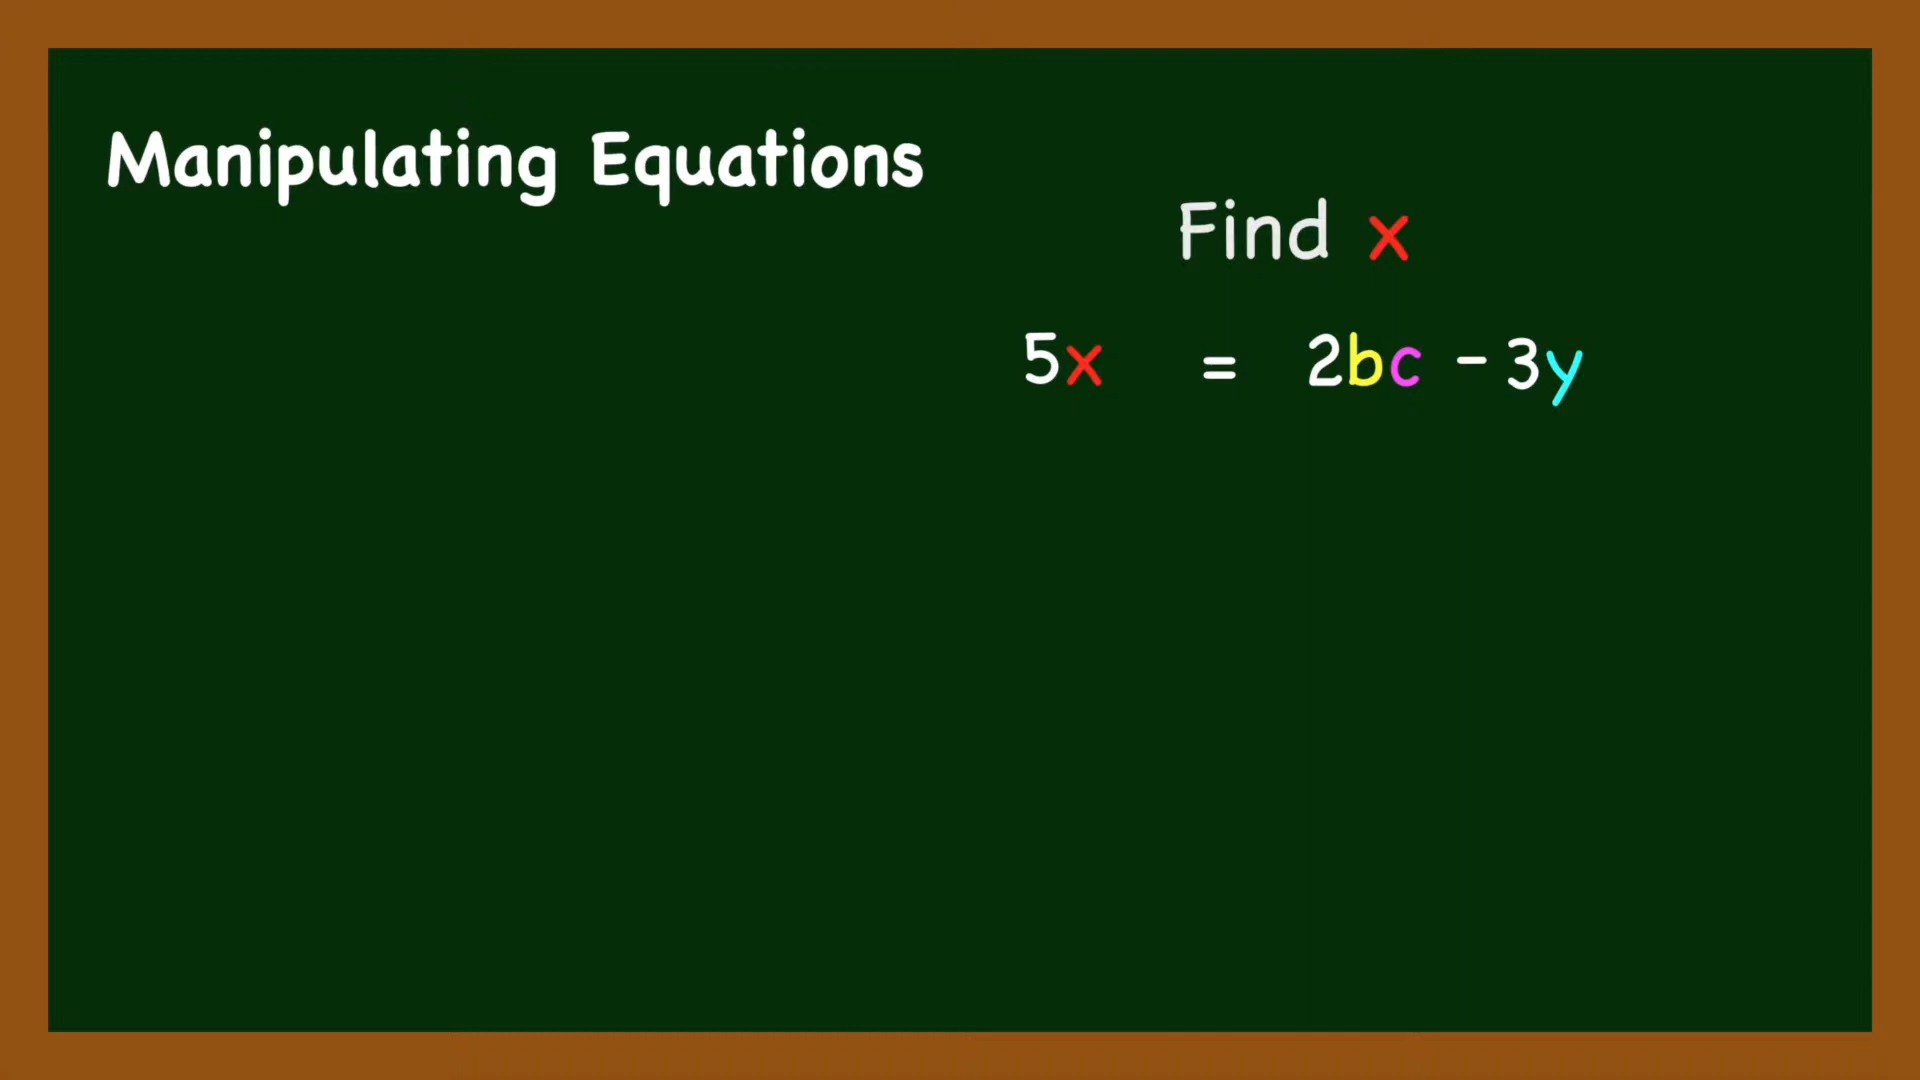 Manipulating Equations
Find x
5x = 2bc - 3y